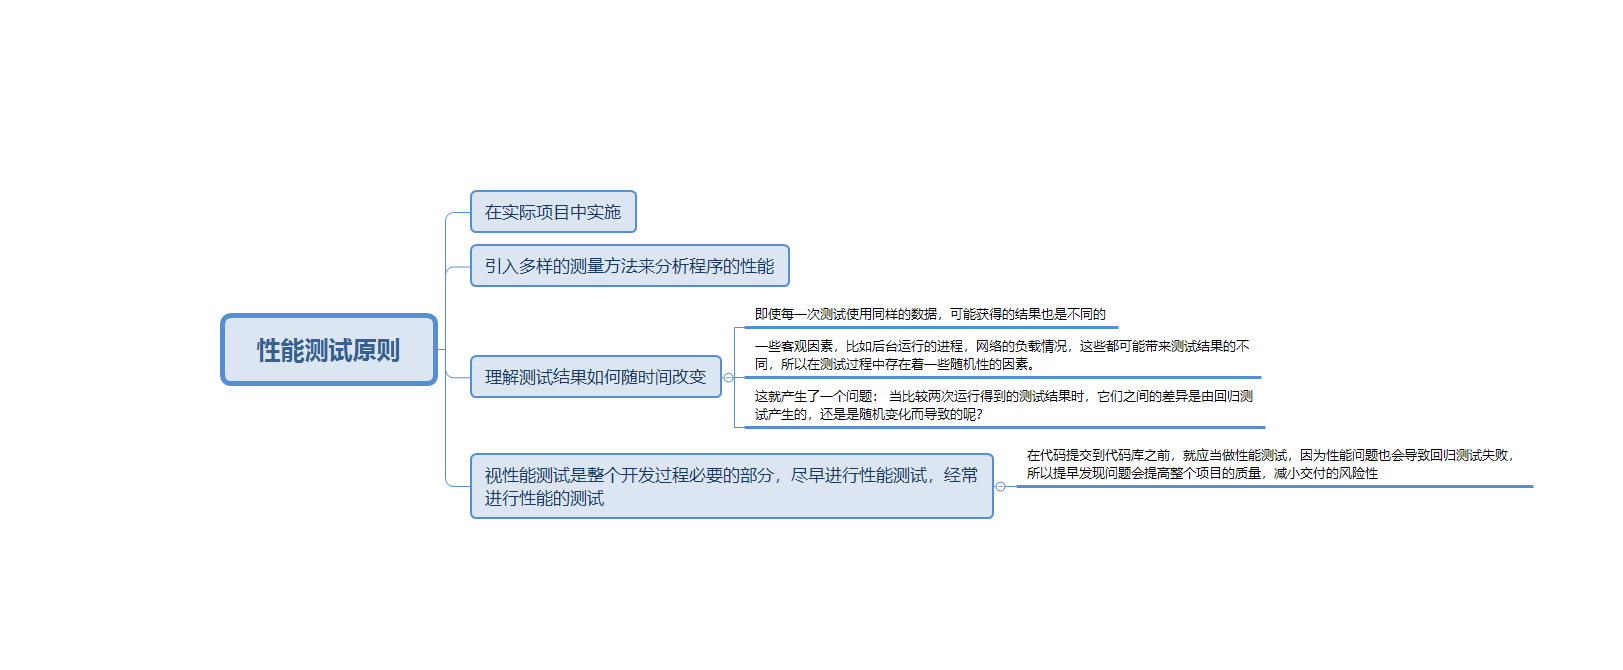 性能测试原则
在实际项目中实施
引入多样的测量方法来分析程序的性能
理解测试结果如何随时间改变
即使每一次测试使用同样的数据，可能获得的结果也是不同的
一些客观因素，比如后台运行的进程，网络的负载情况，这些都可能带来测试结果的不
同，所以在测试过程中存在着一些随机性的因素。
这就产生了一个问题： 当比较两次运行得到的测试结果时，它们之间的差异是由回归测
试产生的，还是是随机变化而导致的呢？
视性能测试是整个开发过程必要的部分，尽早进行性能测试，经常
进行性能的测试
在代码提交到代码库之前，就应当做性能测试，因为性能问题也会导致回归测试失败，
所以提早发现问题会提高整个项目的质量，减小交付的风险性